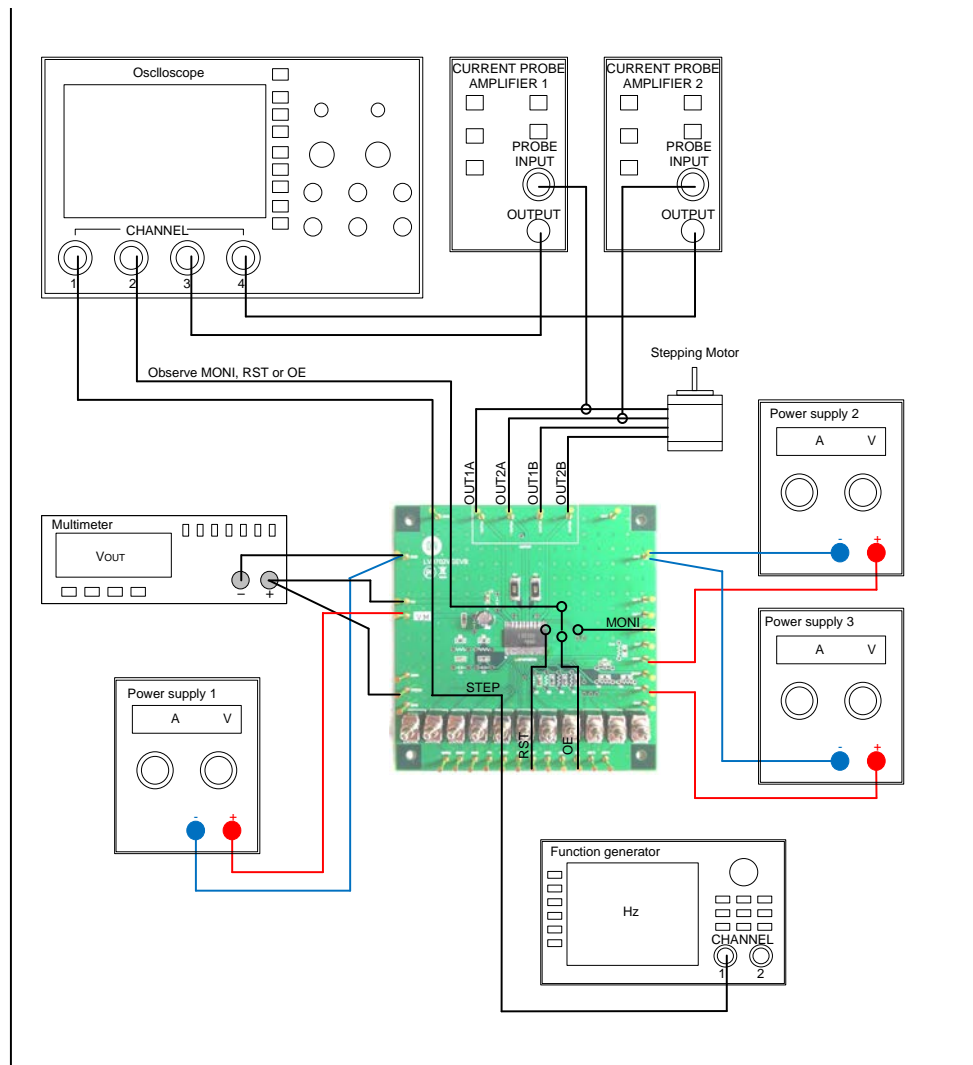 Osclloscope
CHANNEL
1
2
3
4
CURRENT PROBE
AMPLIFIER 1
PROBE
INPUT
OUTPUT
CURRENT PROBE
AMPLIFIER 2
PROBE
INPUT
OUTPUT
Observe MONI, RST or OE
Stepping Motor
OUT1A
OUT2A
OUT1B
OUT2B
Power supply 2
A V
- +
Multimeter
VOUT
− +
VM
MONI
STEP
RST
OE
Power supply 3
A V
- +
Power supply 1
A V
- +
Function generator
Hz
CHANNEL
1 2